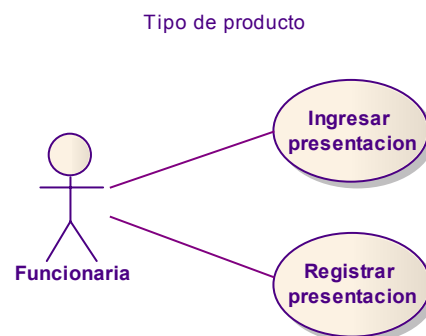 Tipo de producto
Ingresar
presentacion
Funcionaria
Registrar
presentacion